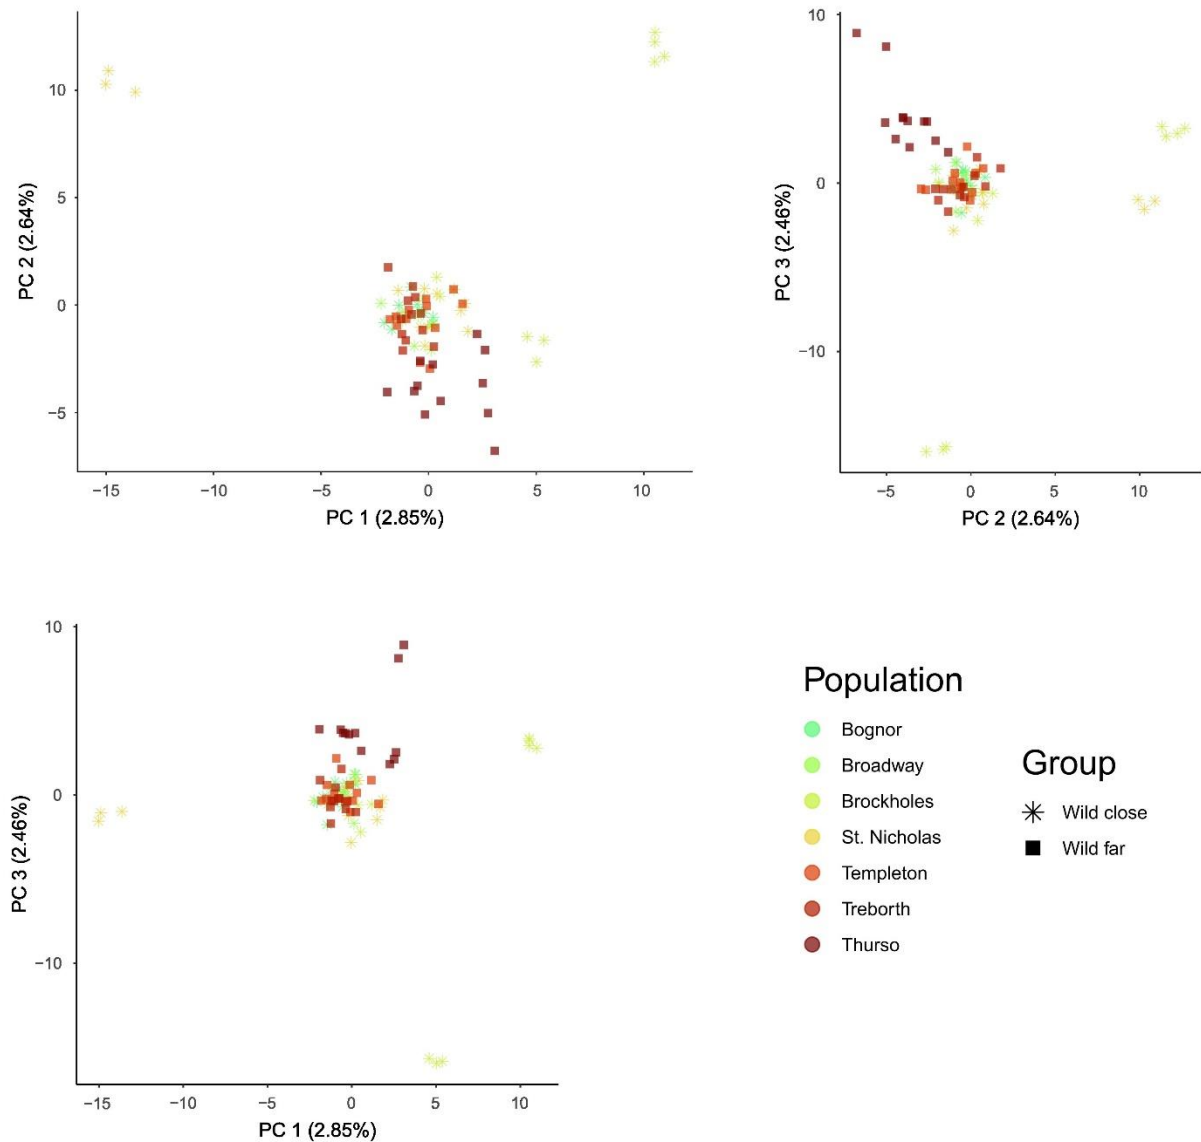 10
5
0
−5
PC 2 (2.64%)
−15
−10
−5
0
5
10
PC 1 (2.85%)
10
0
−10
PC 3 (2.46%)
−5
0
5
10
PC 2 (2.64%)
10
0
−10
PC 3 (2.46%)
−15
−10
−5
0
5
10
PC 1 (2.85%)
Population
Bognor
Broadway
Brockholes
St. Nicholas
Templeton
Treborth
Thurso
Group
Wild close
Wild far